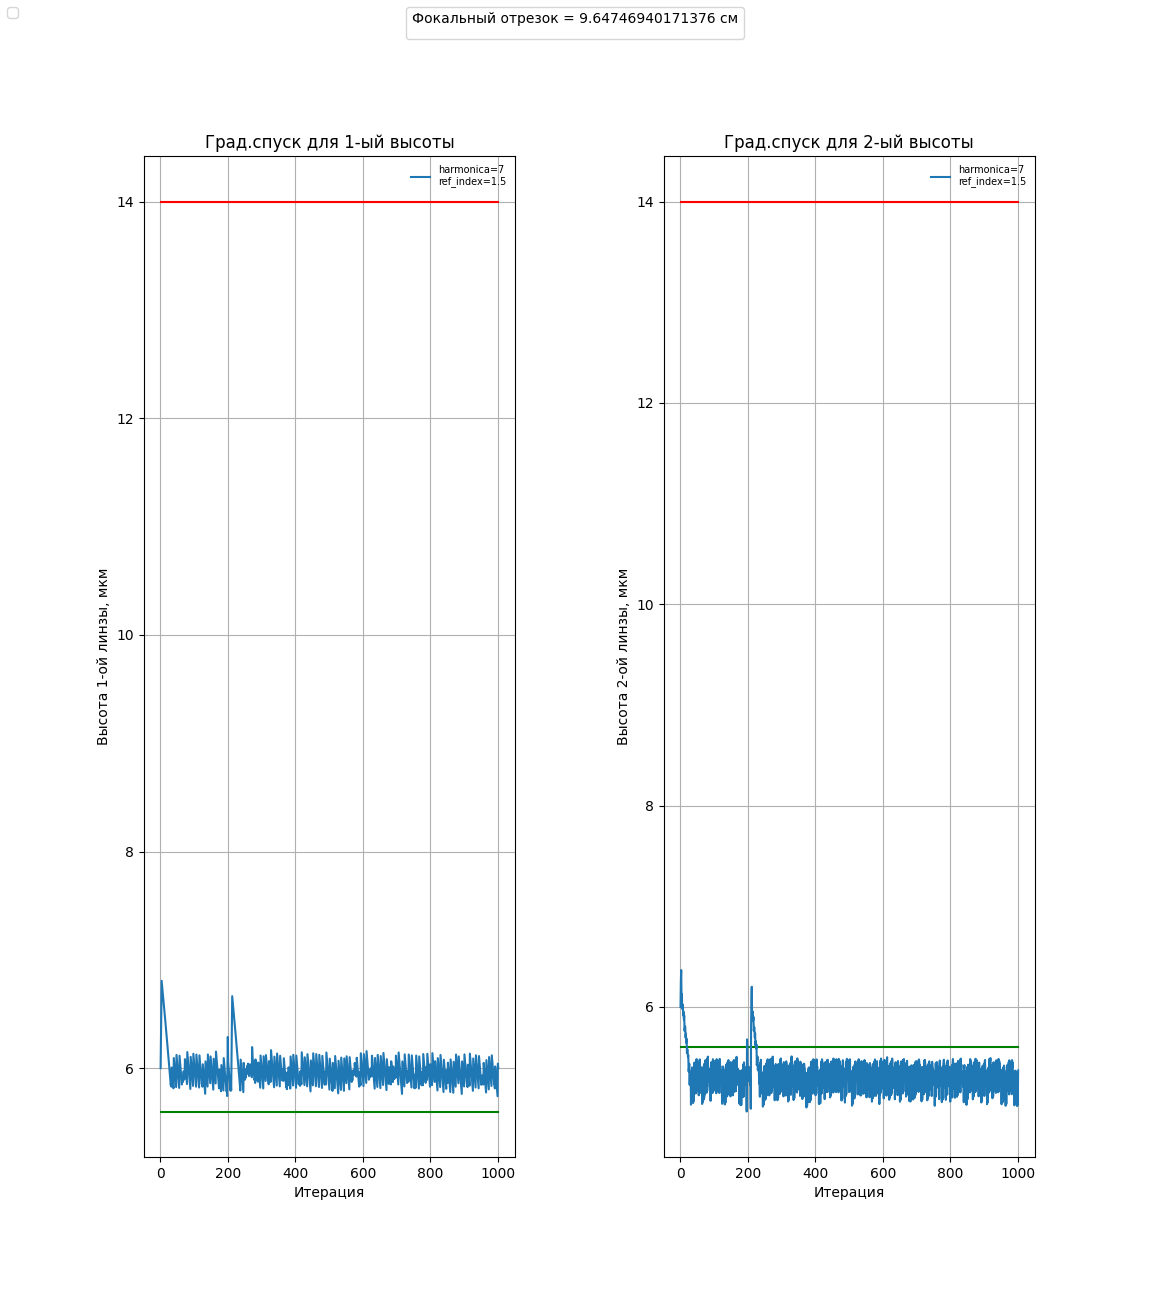 Фокальный отрезок = 9.64746940171376 см
Град.спуск для 1-ый высоты
harmonica=7
ref_index=1.5
14
12
10
8
6
Высота 1-ой линзы, мкм
0 200 400 600 800 1000
Итерация
Град.спуск для 2-ый высоты
harmonica=7
ref_index=1.5
14
12
10
8
6
Высота 2-ой линзы, мкм
0 200 400 600 800 1000
Итерация